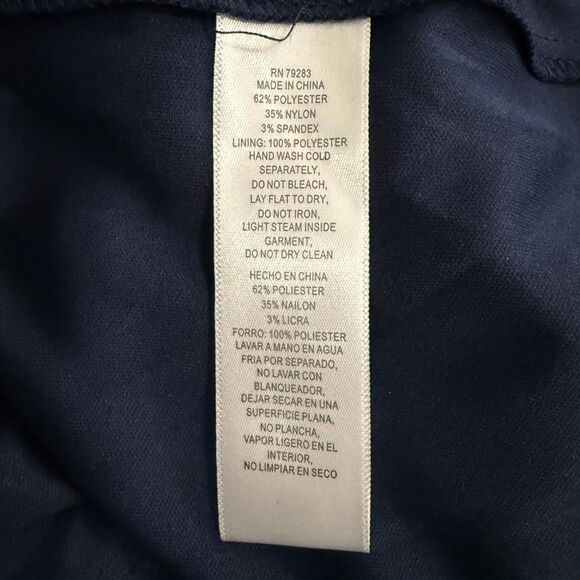 RN 79283
MADE IN CHINA
62% POLYESTER
35% NYLON
3% SPANDEX
LINING: 100% POLYESTER
HAND WASH COLD
SEPARATELY,
DO NOT BLEACH,
LAY FLAT TO DRY,
DO NOT IRON,
LIGHT STEAM INSIDE
GARMENT,
DO NOT DRY CLEAN
HECHO EN CHINA
62% POLIESTER
35% NAILON
3% LICRA
FORRO: 100% POLIESTER
LAVAR A MANO EN AGUA
FRIA POR SEPARADO,
NO LAVAR CON
BLANQUEADOR,
DEJAR SECAR EN UNA
SUPERFICIE PLANA,
NO PLANCHA,
VAPOR LIGERO EN EL
INTERIOR,
NO LIMPIAR EN SECO